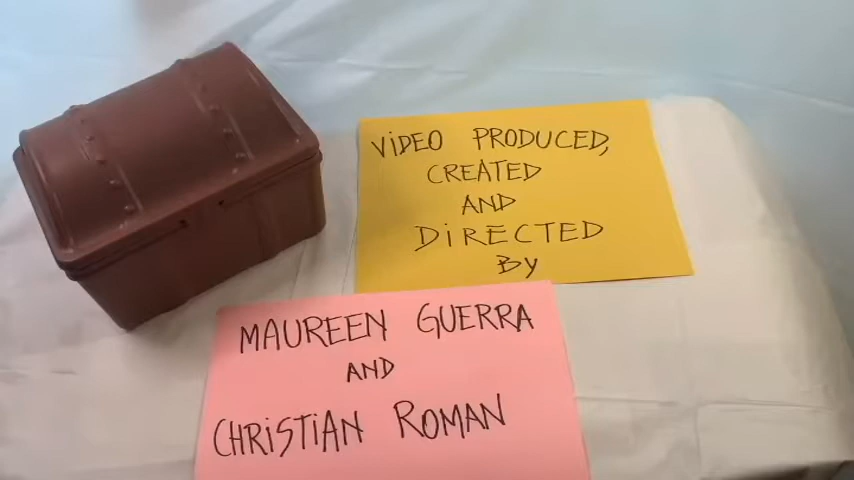 VIDEO PRODUCED,
CREATED
AND
DIRECTED
By
MAUREEN GUERRA
AND
CHRISTIAN ROMAN